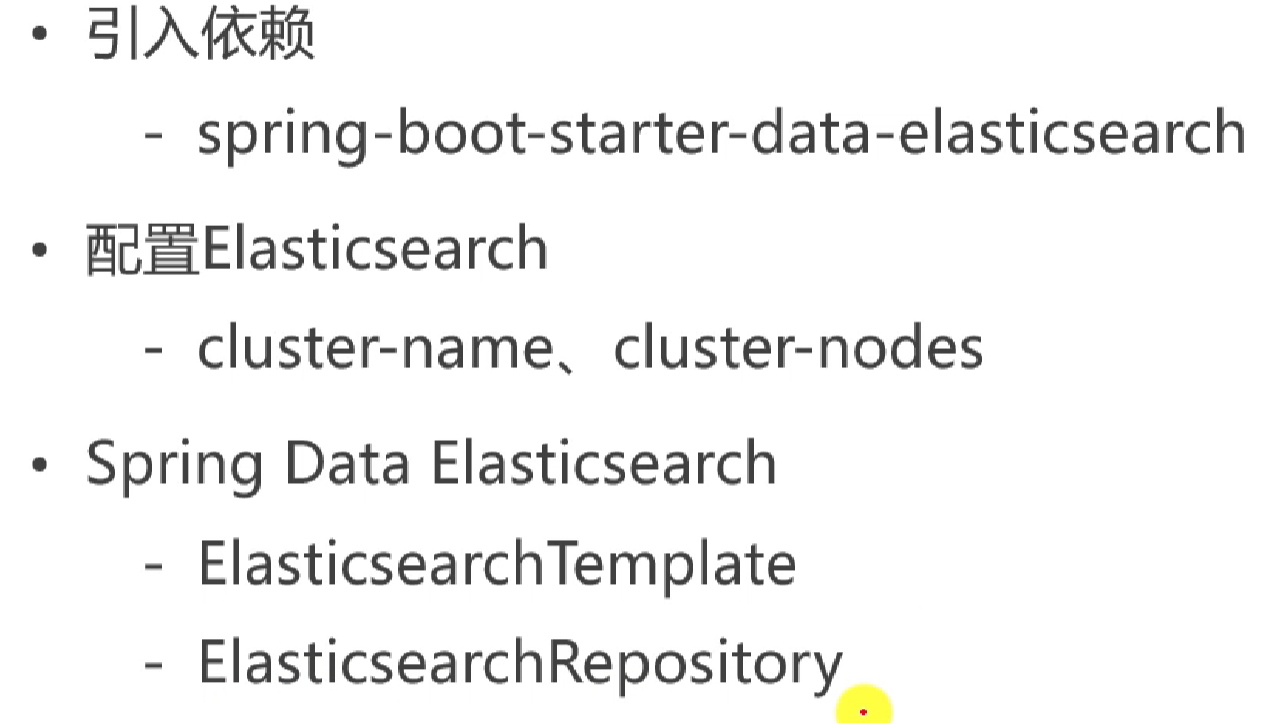 • 引入依赖
- spring-boot-starter-data-elasticsearch
• 配置Elasticsearch
- cluster-name、cluster-nodes
• Spring Data Elasticsearch
- ElasticsearchTemplate
- ElasticsearchRepository